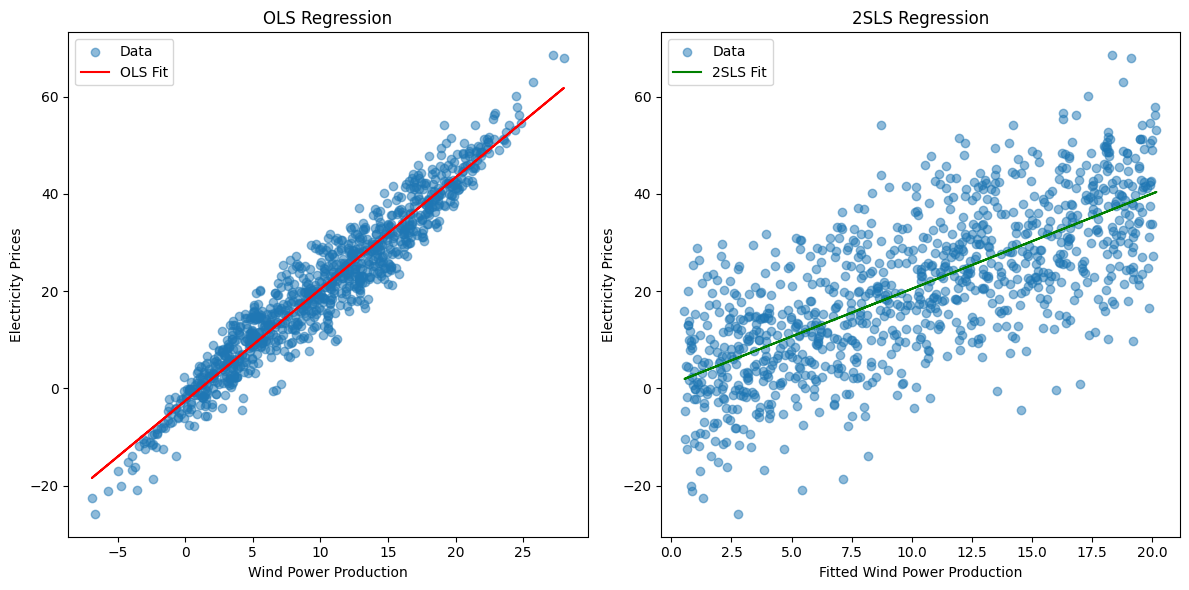 OLS Regression
Data
OLS Fit
Electricity Prices
60
40
20
0
−20
−5
0
5
10
15
20
25
Wind Power Production
2SLS Regression
Data
2SLS Fit
Electricity Prices
60
40
20
0
−20
0.0
2.5
5.0
7.5
10.0
12.5
15.0
17.5
20.0
Fitted Wind Power Production